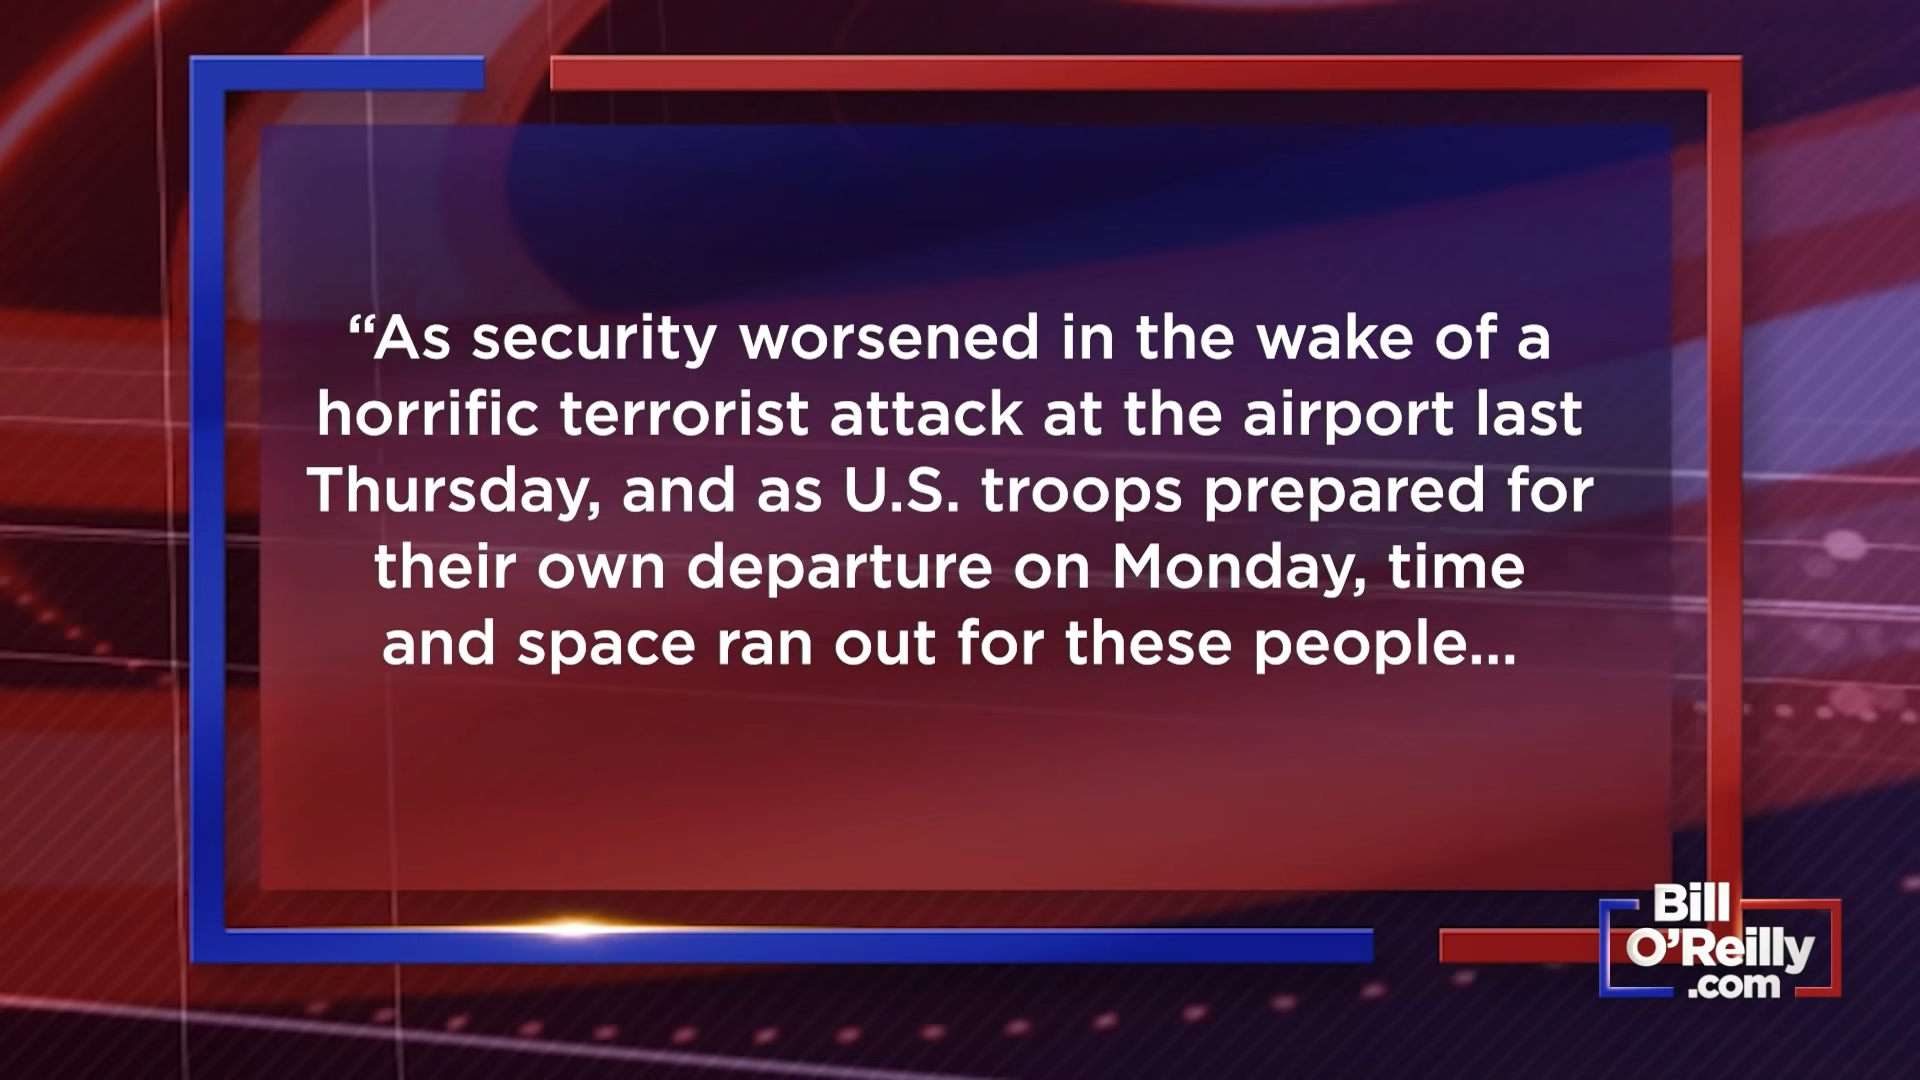 “As security worsened in the wake of a
horrific terrorist attack at the airport last
Thursday, and as U.S. troops prepared for
their own departure on Monday, time
and space ran out for these people...
Bill
O’Reilly
.com